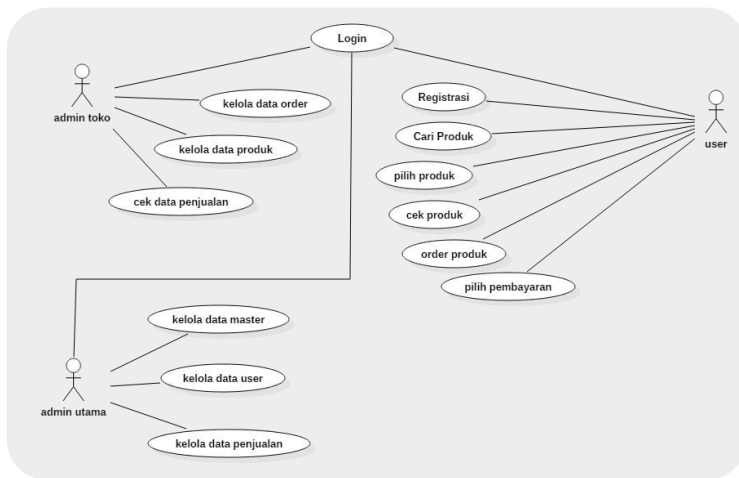 Login
admin toko
kelola data order
kelola data produk
cek data penjualan
Registrasi
Cari Produk
pilih produk
cek produk
order produk
pilih pembayaran
user
kelola data master
kelola data user
kelola data penjualan
admin utama